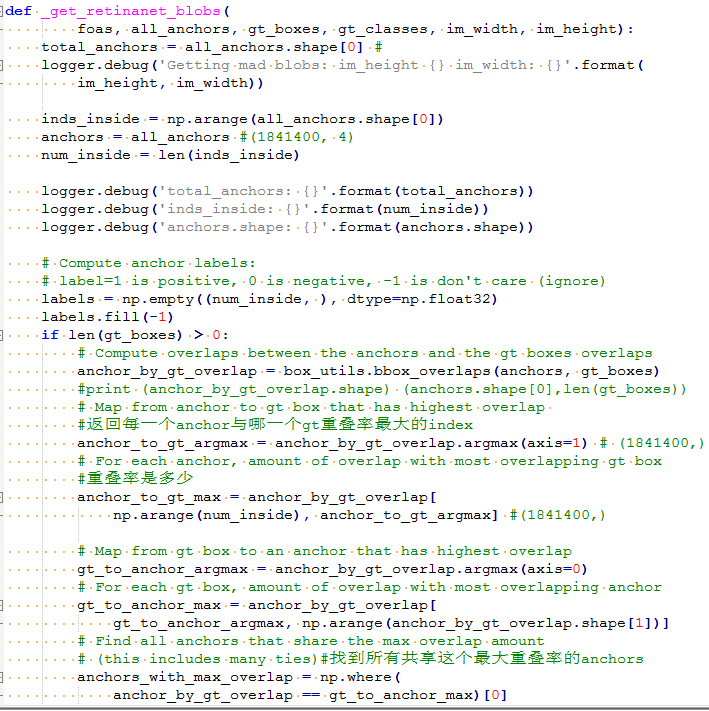 def _get_retinanet_blobs(
        foas, all_anchors, gt_boxes, gt_classes, im_width, im_height):
    total_anchors = all_anchors.shape[0] #
    logger.debug('Getting mad blobs: im_height {} im_width: {}'.format(
        im_height, im_width))

    inds_inside = np.arange(all_anchors.shape[0])
    anchors = all_anchors #(1841400, 4)
    num_inside = len(inds_inside)

    logger.debug('total_anchors: {}'.format(total_anchors))
    logger.debug('inds_inside: {}'.format(num_inside))
    logger.debug('anchors.shape: {}'.format(anchors.shape))

    # Compute anchor labels:
    # label=1 is positive, 0 is negative, -1 is don't care (ignore)
    labels = np.empty((num_inside, ), dtype=np.float32)
    labels.fill(-1)
    if len(gt_boxes) > 0:
        # Compute overlaps between the anchors and the gt boxes overlaps
        anchor_by_gt_overlap = box_utils.bbox_overlaps(anchors, gt_boxes)
        #print (anchor_by_gt_overlap.shape) (anchors.shape[0],len(gt_boxes))
        # Map from anchor to gt box that has highest overlap
        #返回每一个anchor与哪一个gt重叠率最大的index
        anchor_to_gt_argmax = anchor_by_gt_overlap.argmax(axis=1) # (1841400,)
        # For each anchor, amount of overlap with most overlapping gt box
        #重叠率是多少
        anchor_to_gt_max = anchor_by_gt_overlap[
            np.arange(num_inside), anchor_to_gt_argmax] #(1841400,)

        # Map from gt box to an anchor that has highest overlap
        gt_to_anchor_argmax = anchor_by_gt_overlap.argmax(axis=0)
        # For each gt box, amount of overlap with most overlapping anchor
        gt_to_anchor_max = anchor_by_gt_overlap[
            gt_to_anchor_argmax, np.arange(anchor_by_gt_overlap.shape[1])]
        # Find all anchors that share the max overlap amount
        # (this includes many ties)#找到所有共享这个最大重叠率的anchors
        anchors_with_max_overlap = np.where(
            anchor_by_gt_overlap == gt_to_anchor_max)[0]